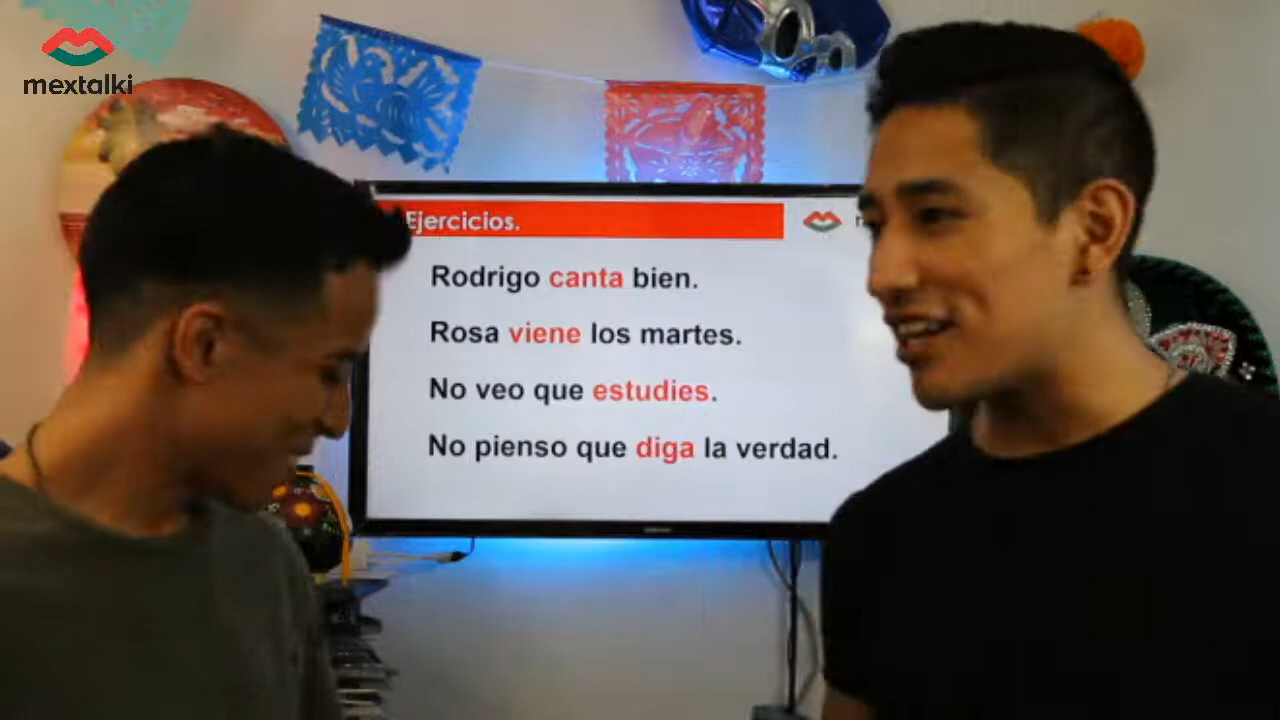 mextalki
Ejercicios.
Rodrigo canta bien.
Rosa viene los martes.
No veo que estudies.
No pienso que diga la verdad.